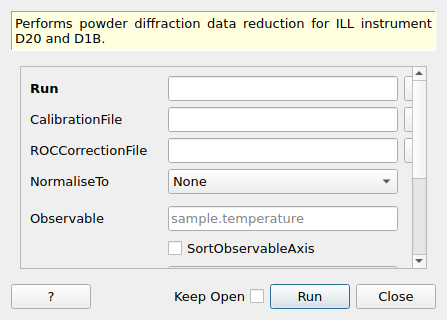 Performs powder diffraction data reduction for ILL instrument
D20 and D1B.
Run
CalibrationFile
ROCCorrectionFile
NormaliseTo None
Observable sample.temperature
SortObservableAxis
? Keep Open Run Close